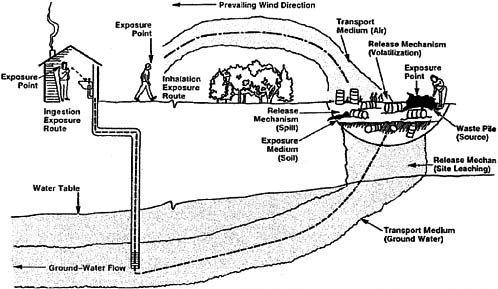 Prevailing Wind Direction
Exposure
Point
Transport
Medium (Air)
Release Mechanism
(Volatilization)
Exposure
Point
Exposure
Point
Ingestion
Exposure
Route
Inhalation
Exposure
Route
Release
Mechanism
(Spill)
Exposure
Medium
(Soil)
Waste Pile
(Source)
Release Mechan
(Site Leaching)
Water Table
Transport Medium
(Ground Water)
Ground-Water Flow